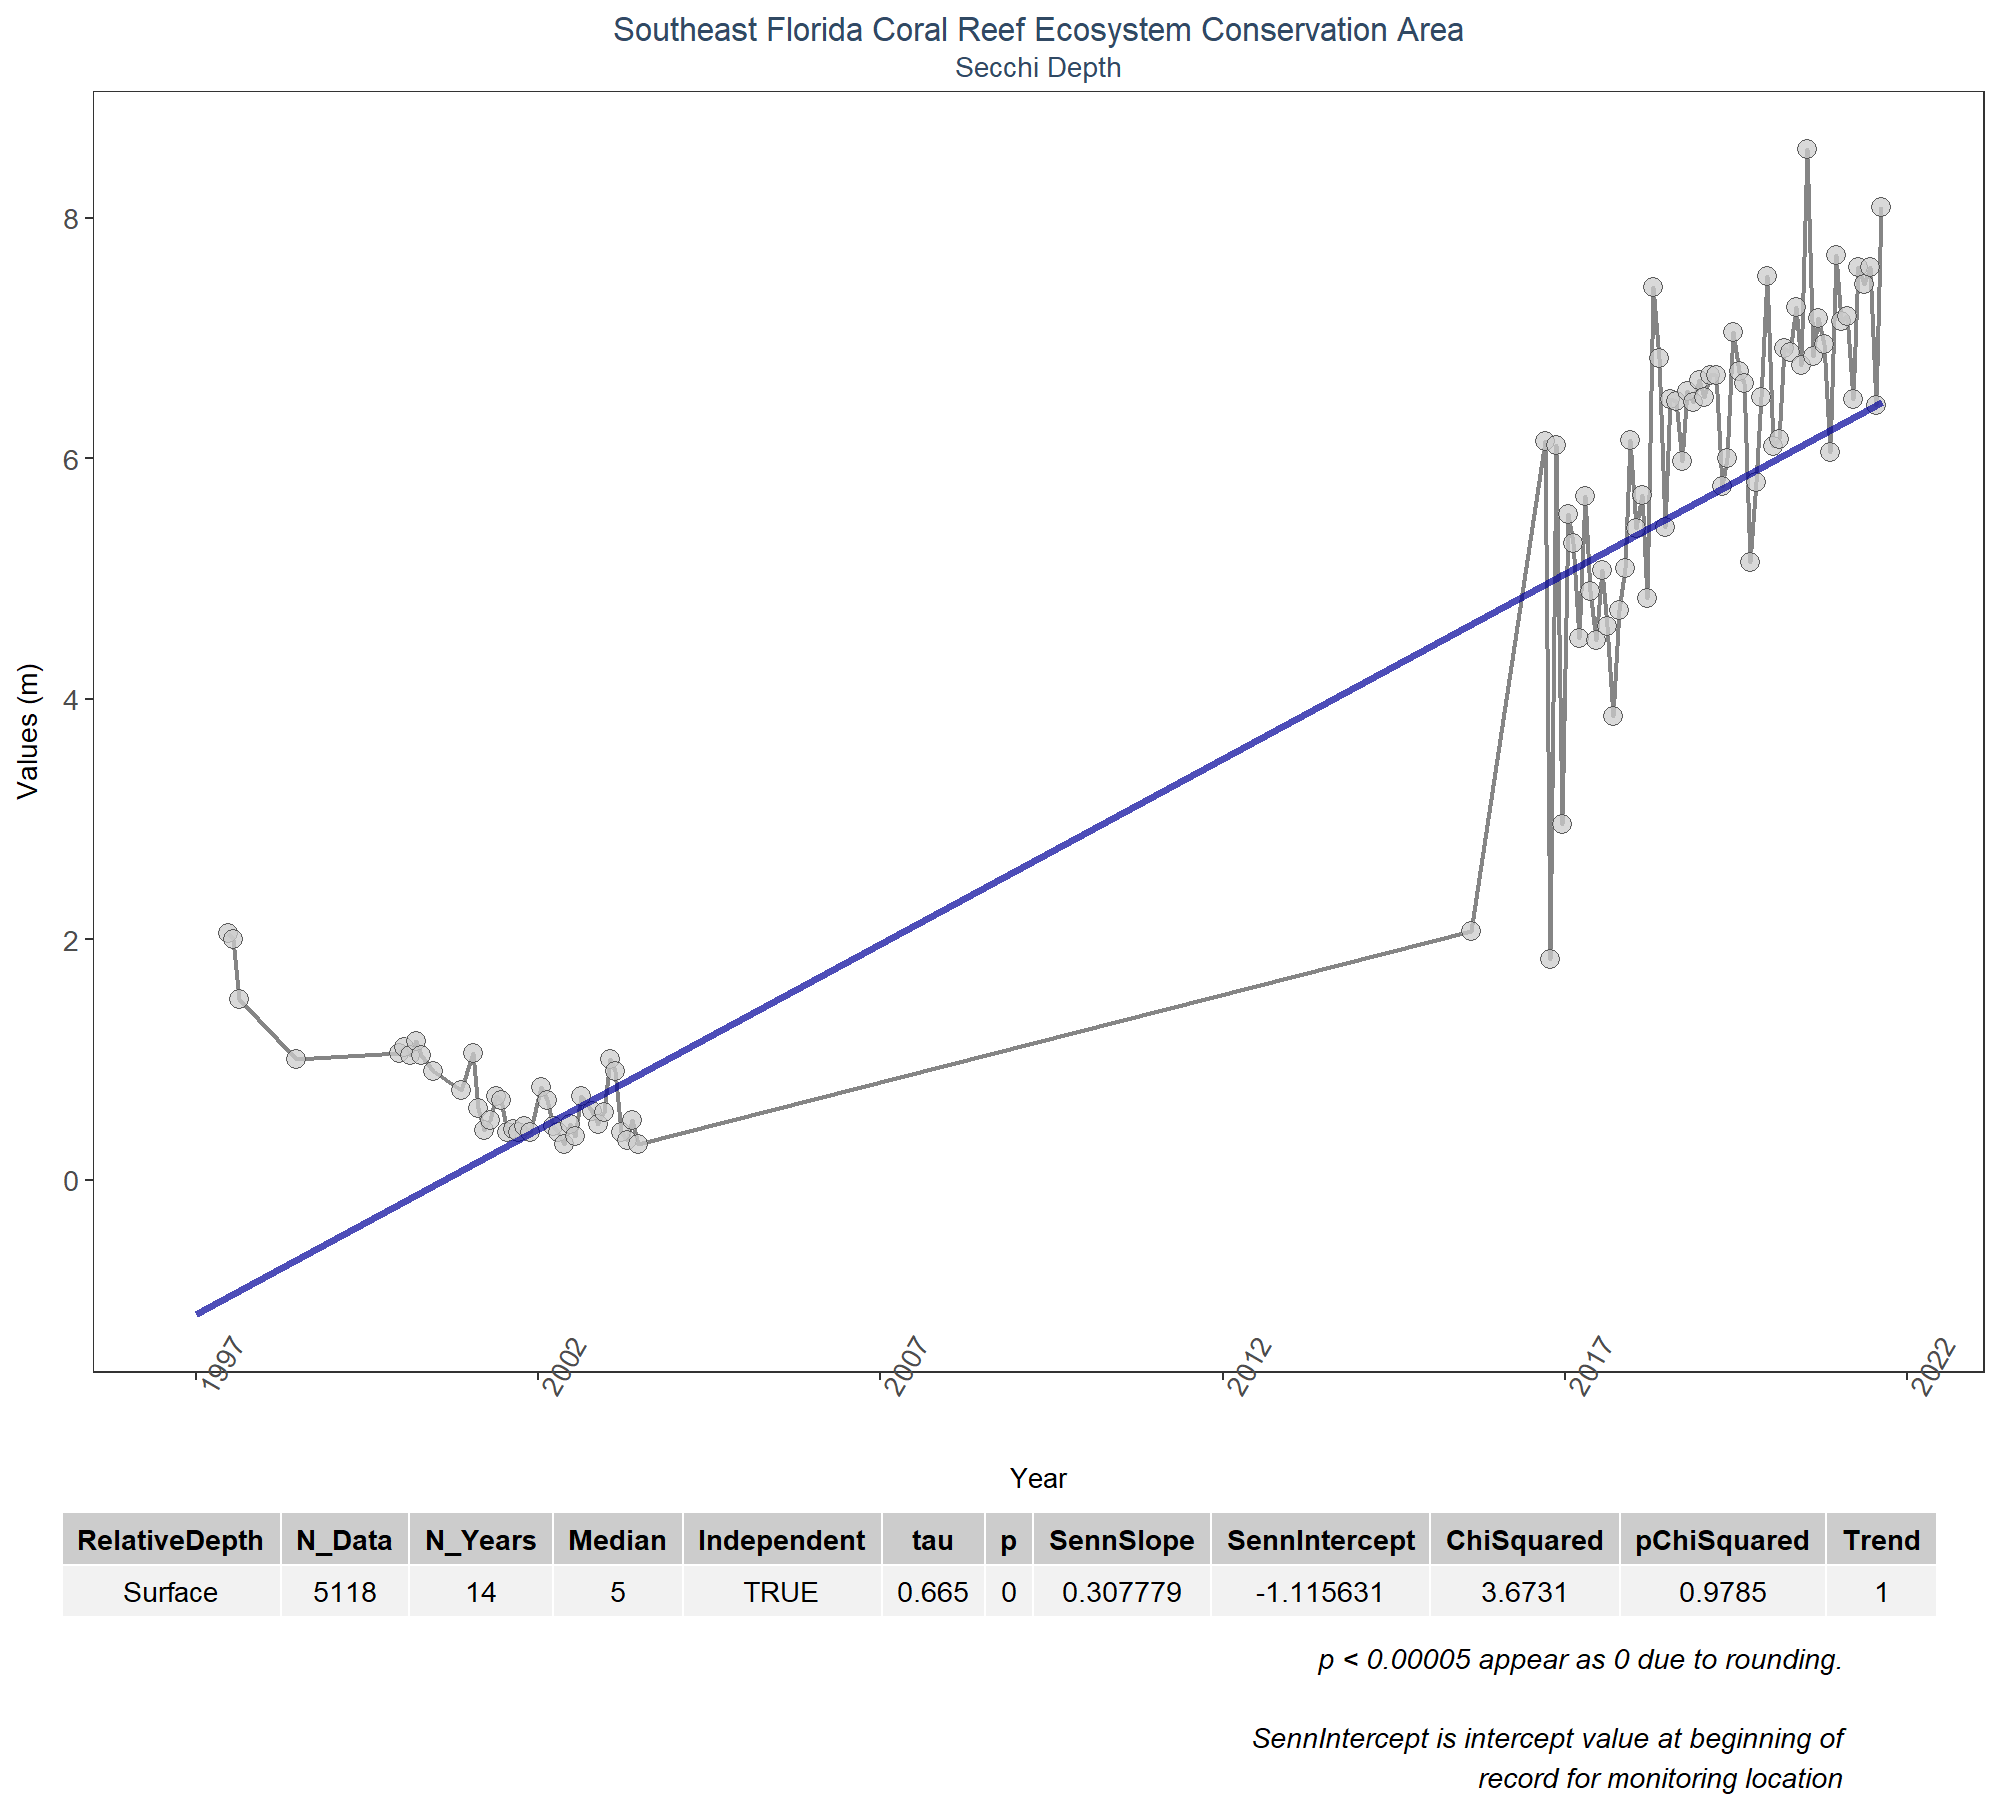 Southeast Florida Coral Reef Ecosystem Conservation Area
Secchi Depth
Values (m)
8
6
4
2
0
1997 2002 2007 2012 2017 2022
Year
RelativeDepth N_Data N_Years Median Independent tau p SennSlope SennIntercept ChiSquared pChiSquared Trend
Surface 5118 14 5 TRUE 0.665 0 0.307779 -1.115631 3.6731 0.9785 1
p < 0.00005 appear as 0 due to rounding.
SennIntercept is intercept value at beginning of
record for monitoring location